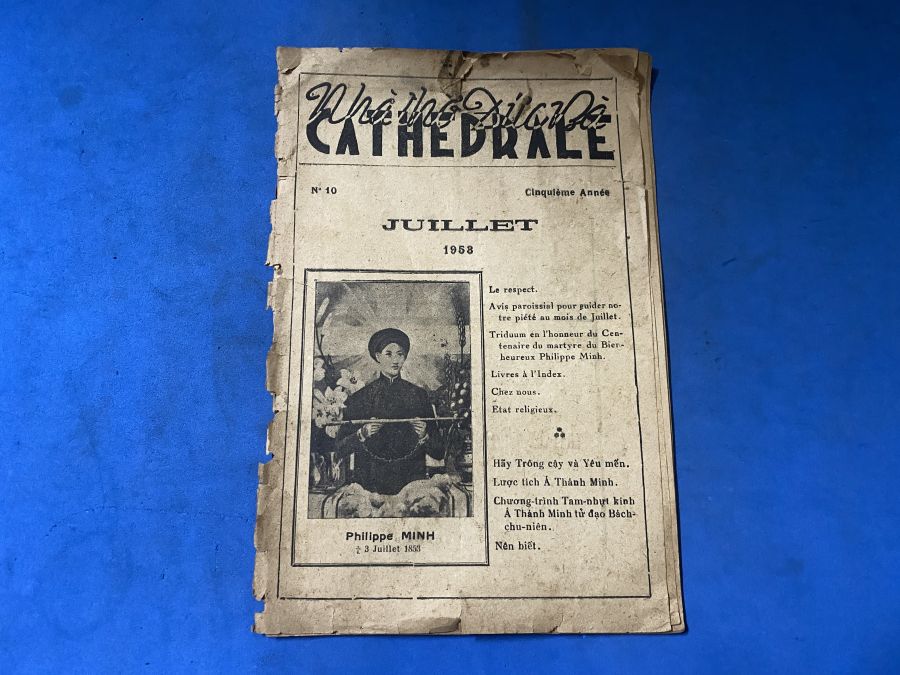 Nhà thờ Đức Bà
CATHEDRALE
Nº 10
Cinquième Année
JUILLET
1953
Le respect.
Avis paroissial pour guider no-
tre piété au mois de Juillet.
Triduum en l'honneur du Cen-
tenaire du martyre du Bien-
heureux Philippe Minh.
Livres à l'Index.
Chez nous.
Etat religieux.
Hãy Trông cậy và Yêu mến.
Lược tích Á Thánh Minh.
Chương-trình Tam-nhựt kính
Á Thánh Minh tử đạo Bách-
chu-niên.
Nên biết.
Philippe MINH
3 Juillet 1853